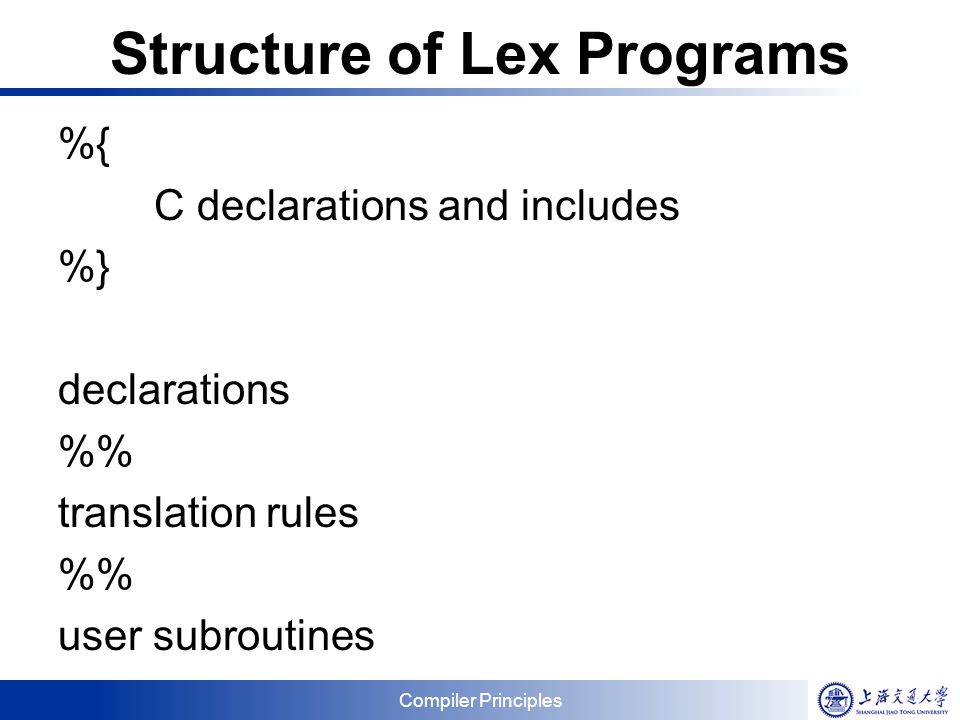 Structure of Lex Programs
%{
C declarations and includes
%}
declarations
%%
translation rules
%%
user subroutines
Compiler Principles
上海交通大学
SHANGHAI JIAO TONG UNIVERSITY